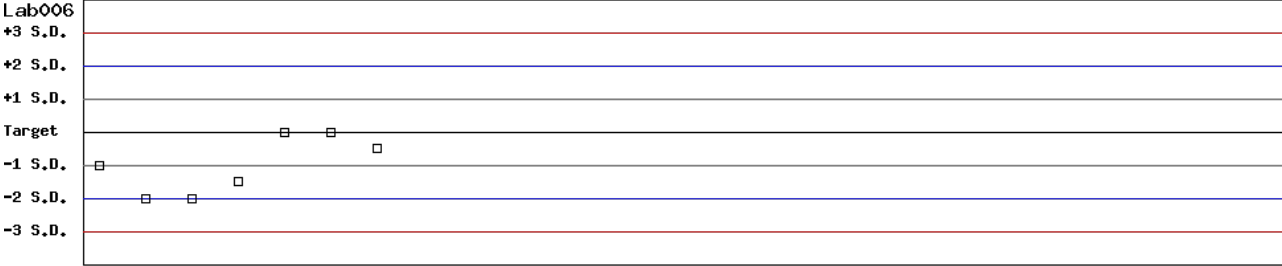 Lab006
+3 S.D.
+2 S.D.
+1 S.D.
Target
-1 S.D.
-2 S.D.
-3 S.D.